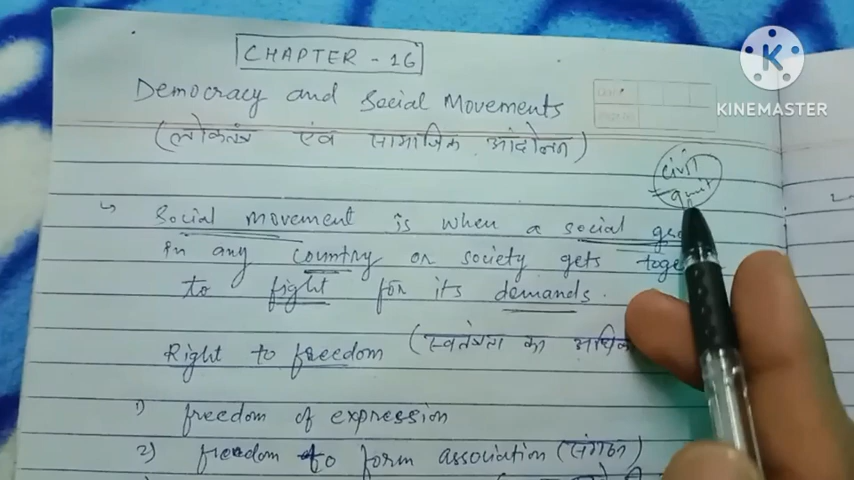 CHAPTER - 16
Democracy and Social Movements
(लोकतंत्र एंव सामाजिक आंदोलन)
KINEMASTER
civil
quit
↳ Social movement is when a social
in any country or society gets
to fight for its demands.
Right to freedom (स्वतंत्रता का
1) freedom of expression
2) freedom to form association (संगठन)